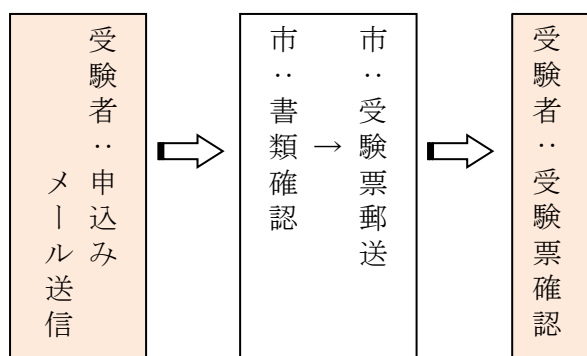 受験者：申込み
メール送信
市：書類確認
→
市：受験票郵送
受験者：受験票確認